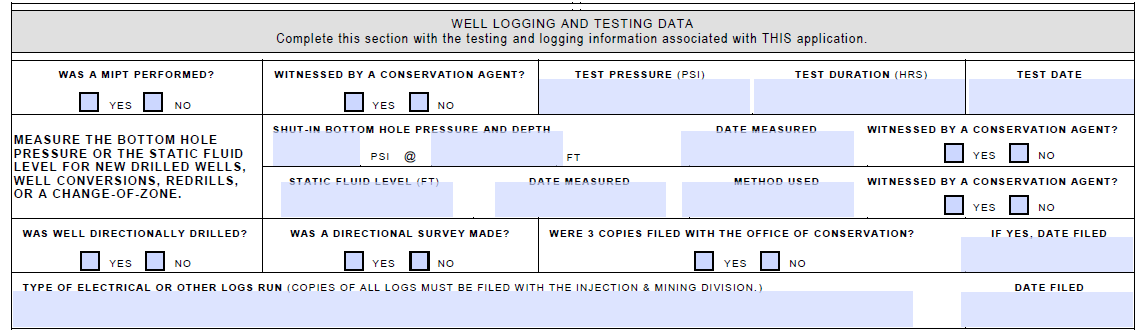 WELL LOGGING AND TESTING DATA
Complete this section with the testing and logging information associated with THIS application.
WAS A MIPT PERFORMED?
YES NO
WITNESSED BY A CONSERVATION AGENT?
YES NO
TEST PRESSURE (PSI)
TEST DURATION (HRS)
TEST DATE
MEASURE THE BOTTOM HOLE
PRESSURE OR THE STATIC FLUID
LEVEL FOR NEW DRILLED WELLS,
WELL CONVERSIONS, REDRILLS,
OR A CHANGE-OF-ZONE.
SHUT-IN BOTTOM HOLE PRESSURE AND DEPTH
PSI @ FT
DATE MEASURED
WITNESSED BY A CONSERVATION AGENT?
YES NO
STATIC FLUID LEVEL (FT)
DATE MEASURED
METHOD USED
WITNESSED BY A CONSERVATION AGENT?
YES NO
WAS WELL DIRECTIONALLY DRILLED?
YES NO
WAS A DIRECTIONAL SURVEY MADE?
YES NO
WERE 3 COPIES FILED WITH THE OFFICE OF CONSERVATION?
YES NO
IF YES, DATE FILED
TYPE OF ELECTRICAL OR OTHER LOGS RUN (COPIES OF ALL LOGS MUST BE FILED WITH THE INJECTION & MINING DIVISION.)
DATE FILED